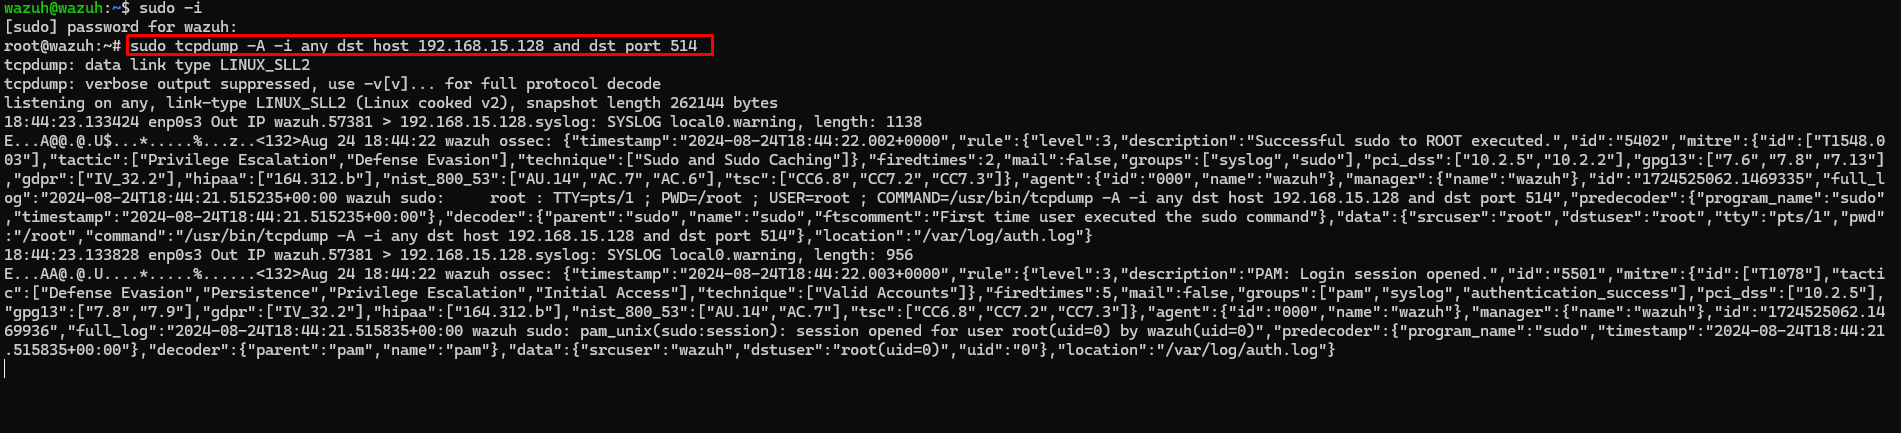 wazuh@wazuh:~$ sudo -i
[sudo] password for wazuh:
root@wazuh:~# sudo tcpdump -A -i any dst host 192.168.15.128 and dst port 514
tcpdump: data link type LINUX_SLL2
tcpdump: verbose output suppressed, use -v[v]... for full protocol decode
listening on any, link-type LINUX_SLL2 (Linux cooked v2), snapshot length 262144 bytes
18:44:23.133424 enp0s3 Out IP wazuh.57381 > 192.168.15.128.syslog: SYSLOG local0.warning, length: 1138
E...A@@.@.U$...*.....%...z..<132>Aug 24 18:44:22 wazuh ossec: {"timestamp":"2024-08-24T18:44:22.002+0000","rule":{"level":3,"description":"Successful sudo to ROOT executed.","id":"5402","mitre":{"id":["T1548.0
03"],"tactic":["Privilege Escalation","Defense Evasion"],"technique":["Sudo and Sudo Caching"]},"firedtimes":2,"mail":false,"groups":["syslog","sudo"],"pci_dss":["10.2.5","10.2.2"],"gpg13":["7.6","7.8","7.13"]
,"gdpr":["IV_32.2"],"hipaa":["164.312.b"],"nist_800_53":["AU.14","AC.7","AC.6"],"tsc":["CC6.8","CC7.2","CC7.3"]},"agent":{"id":"000","name":"wazuh"},"manager":{"name":"wazuh"},"id":"1724525062.1469335","full_l
og":"2024-08-24T18:44:21.515235+00:00 wazuh sudo:     root : TTY=pts/1 ; PWD=/root ; USER=root ; COMMAND=/usr/bin/tcpdump -A -i any dst host 192.168.15.128 and dst port 514","predecoder":{"program_name":"sudo"
,"timestamp":"2024-08-24T18:44:21.515235+00:00"},"decoder":{"parent":"sudo","name":"sudo","ftscomment":"First time user executed the sudo command"},"data":{"srcuser":"root","dstuser":"root","tty":"pts/1","pwd"
:"/root","command":"/usr/bin/tcpdump -A -i any dst host 192.168.15.128 and dst port 514"},"location":"/var/log/auth.log"}
18:44:23.133828 enp0s3 Out IP wazuh.57381 > 192.168.15.128.syslog: SYSLOG local0.warning, length: 956
E...AA@.@.U....*.....%......<132>Aug 24 18:44:22 wazuh ossec: {"timestamp":"2024-08-24T18:44:22.003+0000","rule":{"level":3,"description":"PAM: Login session opened.","id":"5501","mitre":{"id":["T1078"],"tacti
c":["Defense Evasion","Persistence","Privilege Escalation","Initial Access"],"technique":["Valid Accounts"]},"firedtimes":5,"mail":false,"groups":["pam","syslog","authentication_success"],"pci_dss":["10.2.5"],
"gpg13":["7.8","7.9"],"gdpr":["IV_32.2"],"hipaa":["164.312.b"],"nist_800_53":["AU.14","AC.7"],"tsc":["CC6.8","CC7.2","CC7.3"]},"agent":{"id":"000","name":"wazuh"},"manager":{"name":"wazuh"},"id":"1724525062.14
69936","full_log":"2024-08-24T18:44:21.515835+00:00 wazuh sudo: pam_unix(sudo:session): session opened for user root(uid=0) by wazuh(uid=0)","predecoder":{"program_name":"sudo","timestamp":"2024-08-24T18:44:21
.515835+00:00"},"decoder":{"parent":"pam","name":"pam"},"data":{"srcuser":"wazuh","dstuser":"root(uid=0)","uid":"0"},"location":"/var/log/auth.log"}